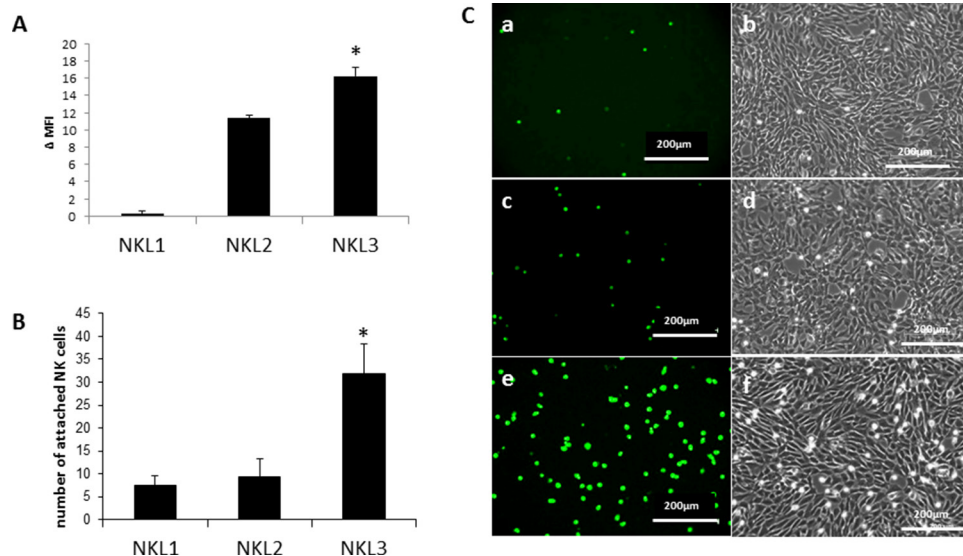 A
Δ MFI
20
18
16
14
12
10
8
6
4
2
0
*
NKL1 NKL2 NKL3
B
number of attached NK cells
45
40
35
30
25
20
15
10
5
0
*
NKL1 NKL2 NKL3
C
a
200μm
b
200μm
c
200μm
d
200μm
e
200μm
f
200μm